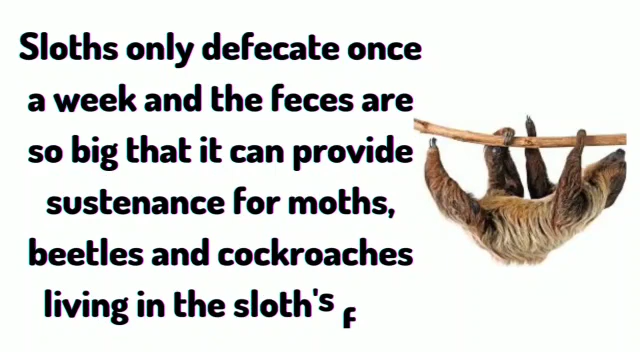 Sloths only defecate once
a week and the feces are
so big that it can provide
sustenance for moths,
beetles and cockroaches
living in the sloth's f